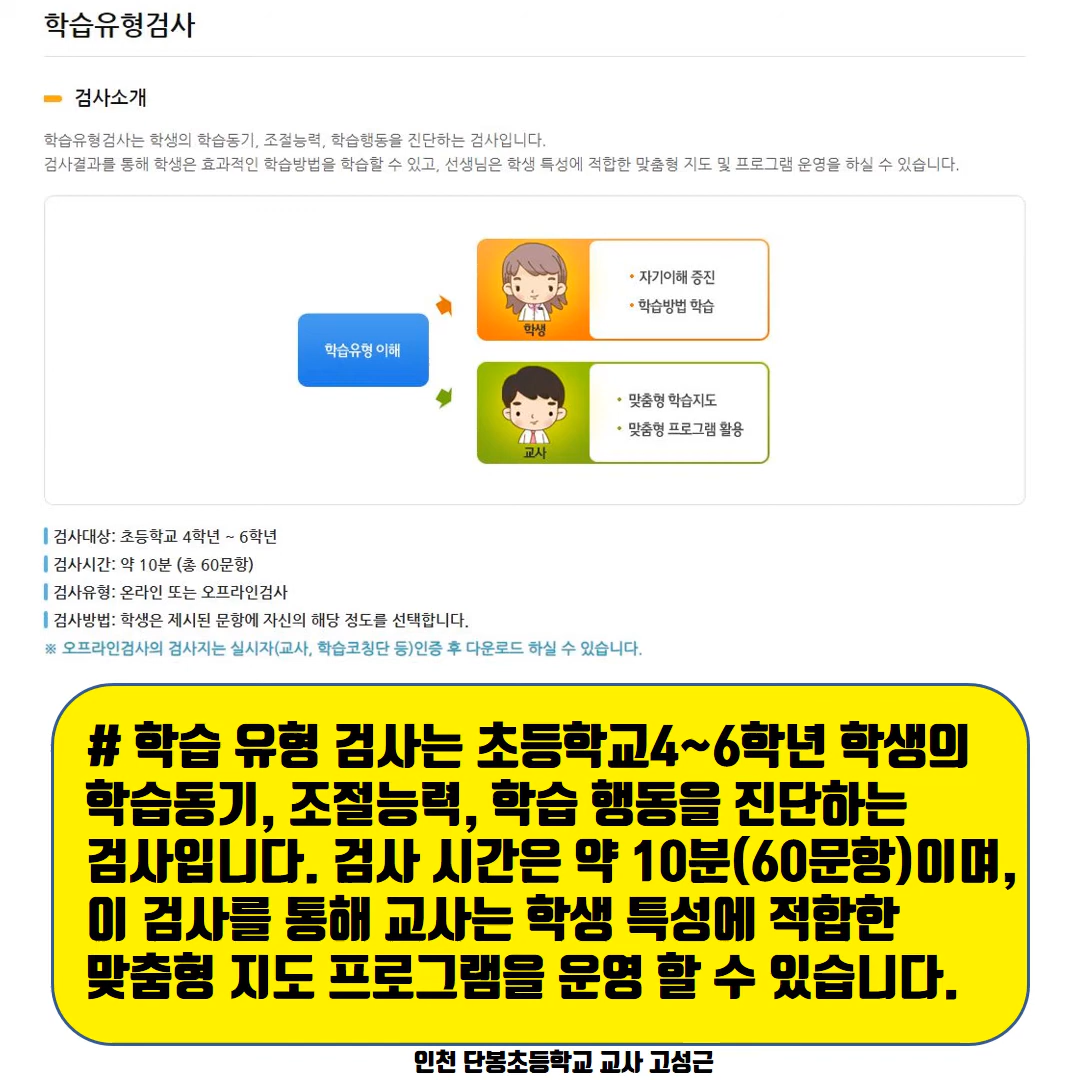 학습유형검사
검사소개
학습유형검사는 학생의 학습동기, 조절능력, 학습행동을 진단하는 검사입니다.
검사결과를 통해 학생은 효과적인 학습방법을 학습할 수 있고, 선생님은 학생 특성에 적합한 맞춤형 지도 및 프로그램 운영을 하실 수 있습니다.
학습유형 이해
학생
• 자기이해 증진
• 학습방법 학습
교사
• 맞춤형 학습지도
• 맞춤형 프로그램 활용
검사대상: 초등학교 4학년 ~ 6학년
검사시간: 약 10분 (총 60문항)
검사유형: 온라인 또는 오프라인검사
검사방법: 학생은 제시된 문항에 자신의 해당 정도를 선택합니다.
※ 오프라인검사의 검사지는 실시자(교사, 학습코칭단 등)인증 후 다운로드 하실 수 있습니다.
# 학습 유형 검사는 초등학교4~6학년 학생의
학습동기, 조절능력, 학습 행동을 진단하는
검사입니다. 검사 시간은 약 10분(60문항)이며,
이 검사를 통해 교사는 학생 특성에 적합한
맞춤형 지도 프로그램을 운영 할 수 있습니다.
인천 단봉초등학교 교사 고성근